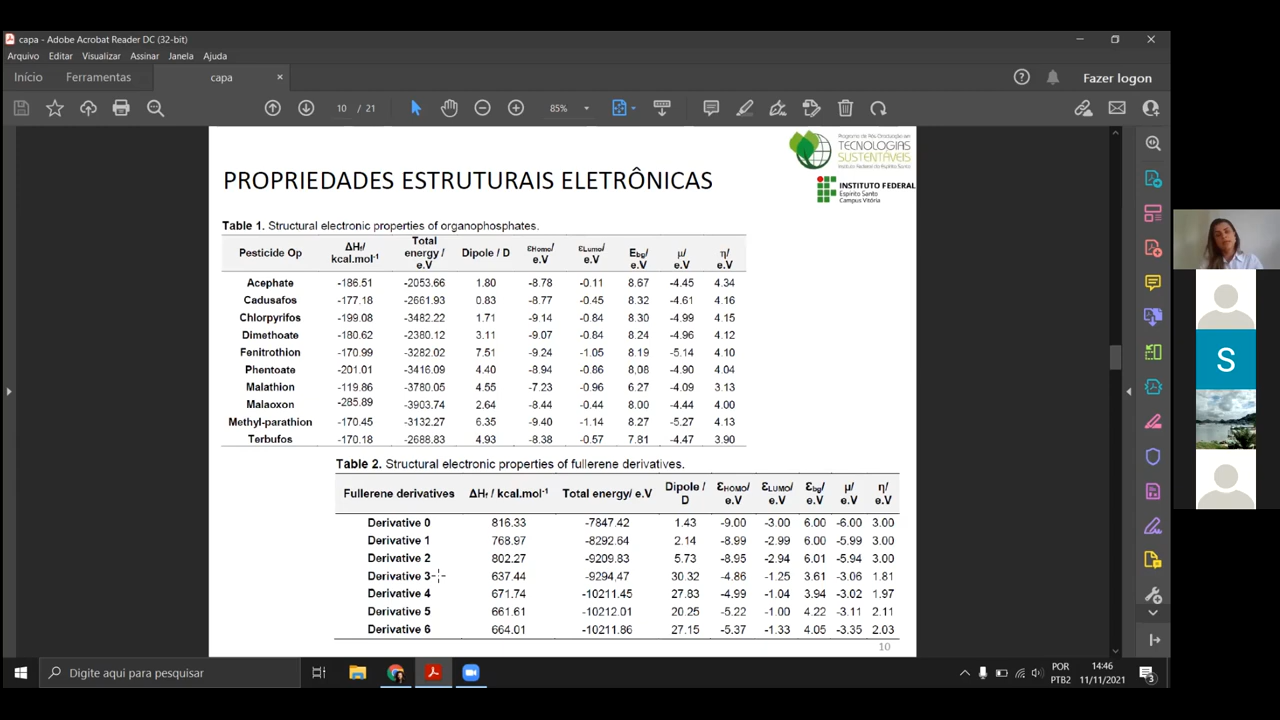 capa - Adobe Acrobat Reader DC (32-bit)
Arquivo Editar Visualizar Assinar Janela Ajuda
Início Ferramentas capa × Fazer logon
10 / 21 85%
Programa de Pós-Graduação em
TECNOLOGIAS
SUSTENTÁVEIS
Instituto Federal do Espírito Santo
INSTITUTO FEDERAL
Espírito Santo
Campus Vitória
PROPRIEDADES ESTRUTURAIS ELETRÔNICAS
Table 1. Structural electronic properties of organophosphates.
Pesticide Op ΔHf/ kcal.mol-1 Total energy / e.V Dipole / D εHomo/ e.V εLumo/ e.V Ebg/ e.V μ/ e.V η/ e.V
Acephate -186.51 -2053.66 1.80 -8.78 -0.11 8.67 -4.45 4.34
Cadusafos -177.18 -2661.93 0.83 -8.77 -0.45 8.32 -4.61 4.16
Chlorpyrifos -199.08 -3482.22 1.71 -9.14 -0.84 8.30 -4.99 4.15
Dimethoate -180.62 -2380.12 3.11 -9.07 -0.84 8.24 -4.96 4.12
Fenitrothion -170.99 -3282.02 7.51 -9.24 -1.05 8.19 -5.14 4.10
Phentoate -201.01 -3416.09 4.40 -8.94 -0.86 8,08 -4.90 4.04
Malathion -119.86 -3780.05 4.55 -7.23 -0.96 6.27 -4.09 3.13
Malaoxon -285.89 -3903.74 2.64 -8.44 -0.44 8.00 -4.44 4.00
Methyl-parathion -170.45 -3132.27 6.35 -9.40 -1.14 8.27 -5.27 4.13
Terbufos -170.18 -2688.83 4.93 -8.38 -0.57 7.81 -4.47 3.90
Table 2. Structural electronic properties of fullerene derivatives.
Fullerene derivatives ΔHf / kcal.mol-1 Total energy/ e.V Dipole / D εHOMO/ e.V εLUMO/ e.V εbg/ e.V μ/ e.V η/ e.V
Derivative 0 816.33 -7847.42 1.43 -9.00 -3.00 6.00 -6.00 3.00
Derivative 1 768.97 -8292.64 2.14 -8.99 -2.99 6.00 -5.99 3.00
Derivative 2 802.27 -9209.83 5.73 -8.95 -2.94 6.01 -5.94 3.00
Derivative 3 637.44 -9294.47 30.32 -4.86 -1.25 3.61 -3.06 1.81
Derivative 4 671.74 -10211.45 27.83 -4.99 -1.04 3.94 -3.02 1.97
Derivative 5 661.61 -10212.01 20.25 -5.22 -1.00 4.22 -3.11 2.11
Derivative 6 664.01 -10211.86 27.15 -5.37 -1.33 4.05 -3.35 2.03
10
S
Digite aqui para pesquisar
POR
PTB2
14:46
11/11/2021
3